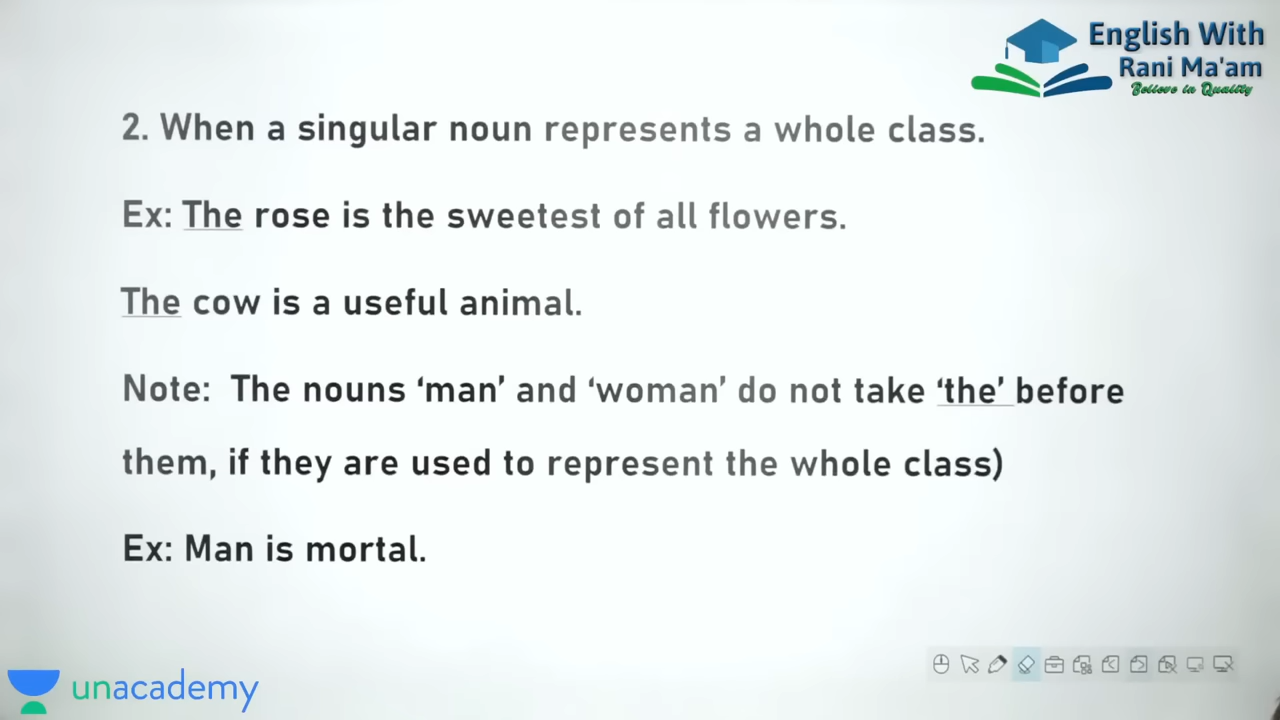 English With
Rani Ma'am
Believe in Quality
2. When a singular noun represents a whole class.
Ex: The rose is the sweetest of all flowers.
The cow is a useful animal.
Note:  The nouns ‘man’ and ‘woman’ do not take ‘the’ before
them, if they are used to represent the whole class)
Ex: Man is mortal.
unacademy